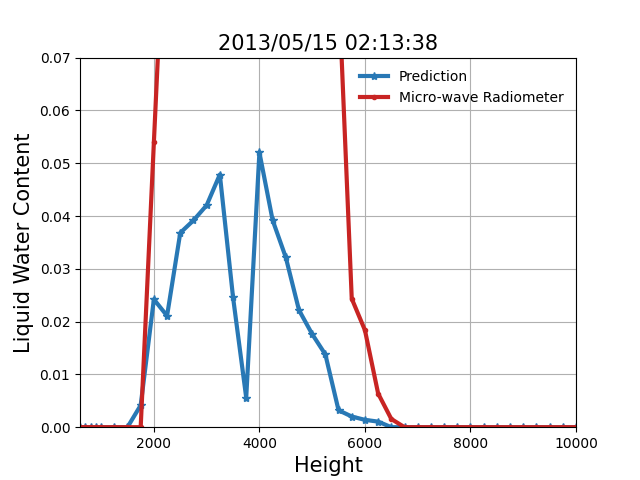 2013/05/15 02:13:38
Prediction
Micro-wave Radiometer
Liquid Water Content
0.07
0.06
0.05
0.04
0.03
0.02
0.01
0.00
2000 4000 6000 8000 10000
Height